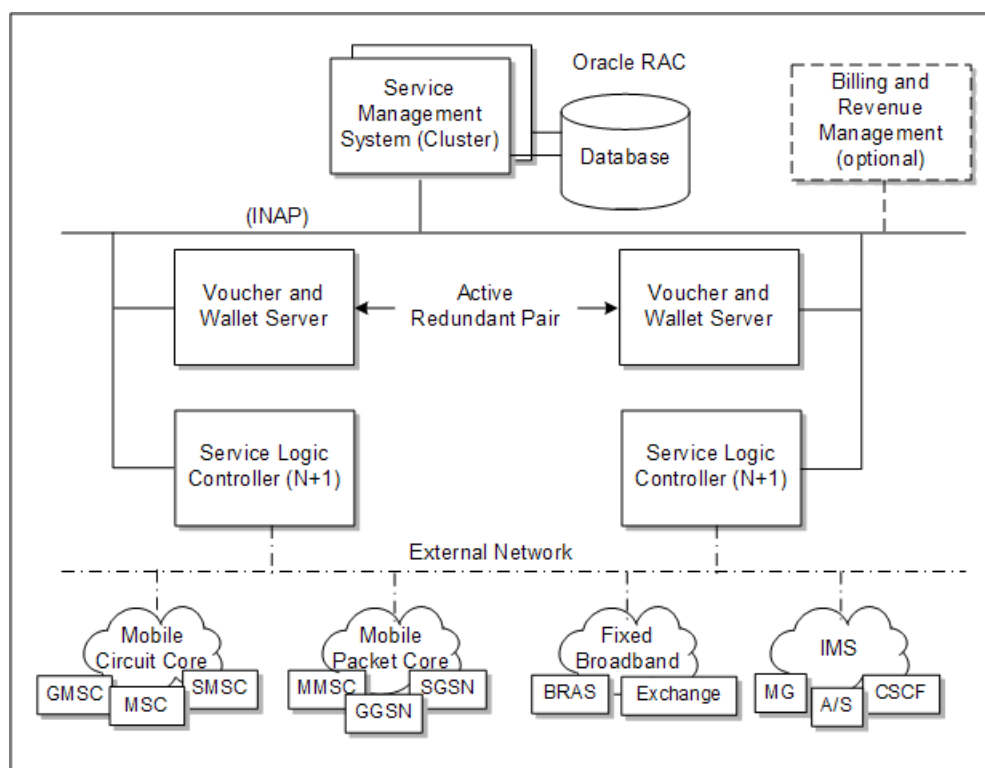 Oracle RAC
Service
Management
System (Cluster)
Database
Billing and
Revenue
Management
(optional)
(INAP)
Voucher and
Wallet Server
Active
Redundant Pair
Voucher and
Wallet Server
Service Logic
Controller (N+1)
Service Logic
Controller (N+1)
External Network
Mobile
Circuit Core
GMSC
MSC
SMSC
Mobile
Packet Core
MMSC
GGSN
SGSN
Fixed
Broadband
BRAS
Exchange
IMS
MG
A/S
CSCF